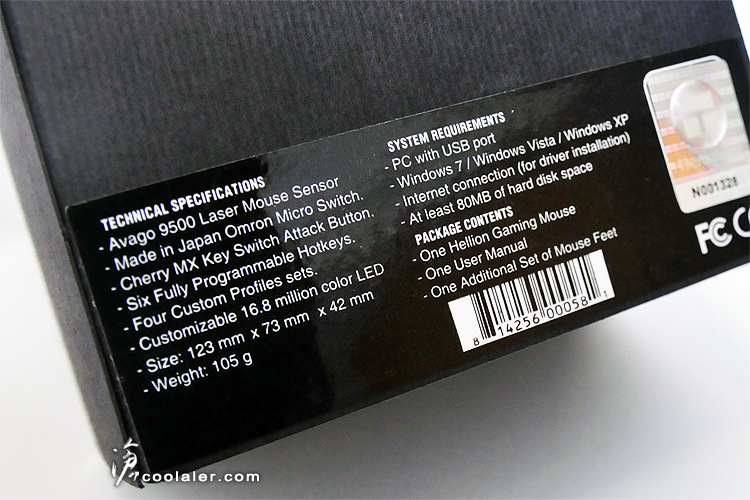 TECHNICAL SPECIFICATIONS
- Avago 9500 Laser Mouse Sensor
- Made in Japan Omron Micro Switch.
- Cherry MX Key Switch Attack Button.
- Six Fully Programmable Hotkeys.
- Four Custom Profiles sets.
- Customizable 16.8 million color LED
- Size: 123 mm x 73 mm x 42 mm
- Weight: 105 g
SYSTEM REQUIREMENTS
- PC with USB port
- Windows 7 / Windows Vista / Windows XP
- Internet connection (for driver installation)
- At least 80MB of hard disk space
PACKAGE CONTENTS
- One Hellion Gaming Mouse
- One User Manual
- One Additional Set of Mouse Feet
8 14256 00058 1
N001328
FC
滄 coolaler.com